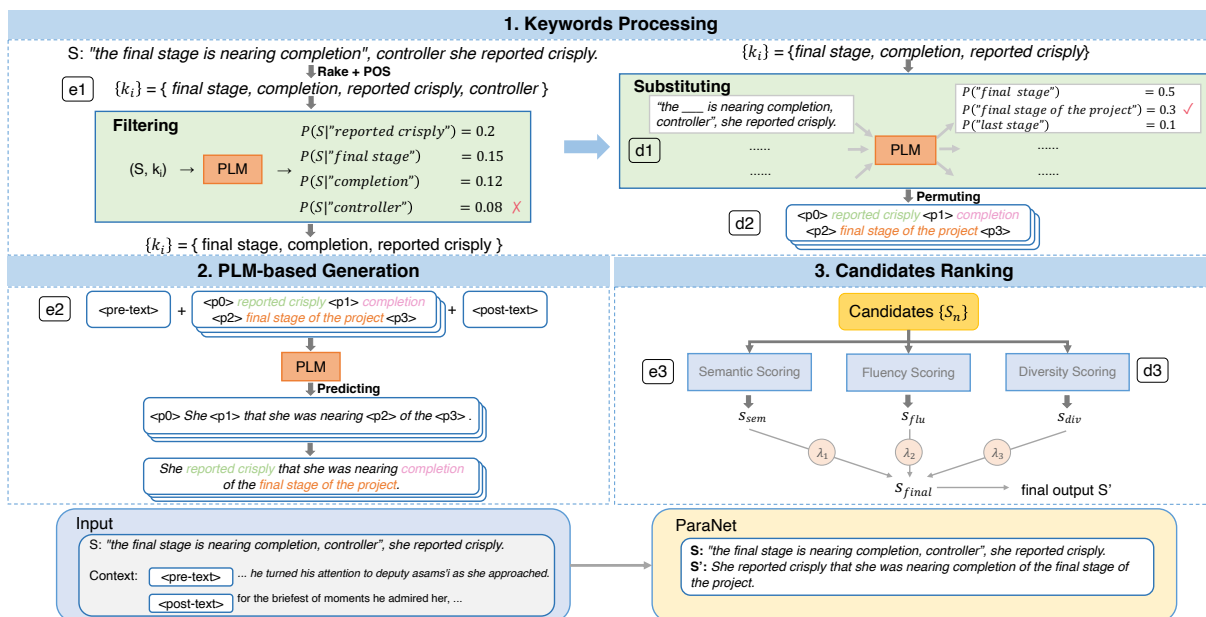 1. Keywords Processing
S: "the final stage is nearing completion", controller she reported crisply.
Rake + POS
e1
{k_i} = { final stage, completion, reported crisply, controller }
Filtering
(S, k_i) → PLM →
P(S|"reported crisply") = 0.2
P(S|"final stage") = 0.15
P(S|"completion") = 0.12
P(S|"controller") = 0.08 ✗
{k_i} = { final stage, completion, reported crisply }
{k_i} = {final stage, completion, reported crisply}
Substituting
"the ___ is nearing completion,
controller", she reported crisply.
......
......
d1
PLM
P("final stage") = 0.5
P("final stage of the project") = 0.3 ✓
P("last stage") = 0.1
......
......
Permuting
d2
<p0> reported crisply <p1> completion
<p2> final stage of the project <p3>
2. PLM-based Generation
e2
<pre-text> +
<p0> reported crisply <p1> completion
<p2> final stage of the project <p3>
+ <post-text>
PLM
Predicting
<p0> She <p1> that she was nearing <p2> of the <p3> .
She reported crisply that she was nearing completion
of the final stage of the project.
3. Candidates Ranking
Candidates {S_n}
e3
Semantic Scoring
Fluency Scoring
Diversity Scoring
d3
s_sem
s_flu
s_div
λ_1
λ_2
λ_3
s_final
final output S'
Input
S: "the final stage is nearing completion, controller", she reported crisply.
Context: <pre-text> ... he turned his attention to deputy asams'i as she approached.
<post-text> for the briefest of moments he admired her, ...
ParaNet
S: "the final stage is nearing completion, controller", she reported crisply.
S': She reported crisply that she was nearing completion of the final stage of
the project.